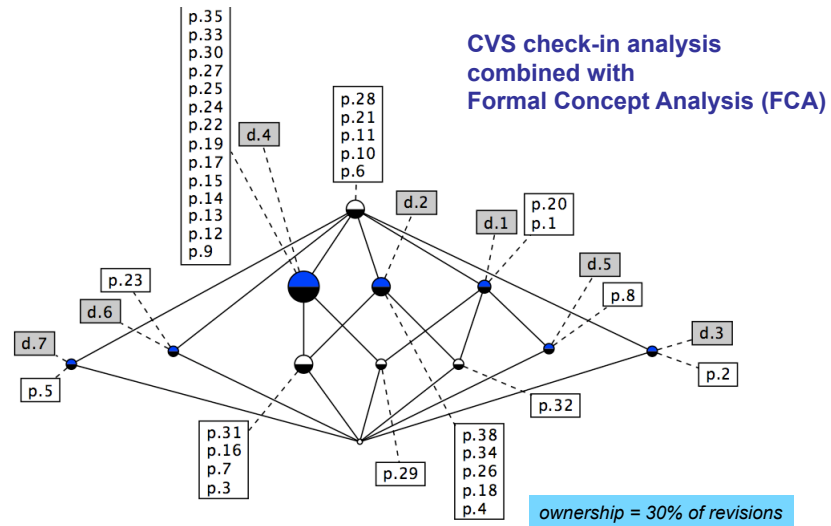 CVS check-in analysis
combined with
Formal Concept Analysis (FCA)
p.35
p.33
p.30
p.27
p.25
p.24
p.22
p.19
p.17
p.15
p.14
p.13
p.12
p.9
d.4
p.28
p.21
p.11
p.10
p.6
d.2
d.1
p.20
p.1
d.5
p.8
p.23
d.6
d.7
p.5
d.3
p.2
p.31
p.16
p.7
p.3
p.29
p.38
p.34
p.26
p.18
p.4
p.32
ownership = 30% of revisions